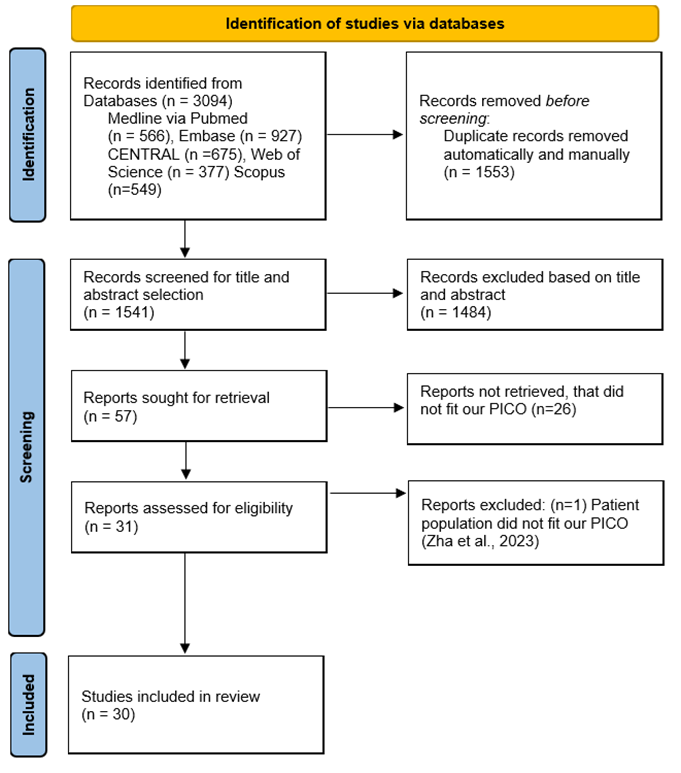 Identification of studies via databases
Identification
Records identified from
Databases (n = 3094)
Medline via Pubmed
(n = 566), Embase (n = 927)
CENTRAL (n =675), Web of
Science (n = 377) Scopus
(n=549)
Records removed before
screening:
Duplicate records removed
automatically and manually
(n = 1553)
Screening
Records screened for title and
abstract selection
(n = 1541)
Records excluded based on title
and abstract
(n = 1484)
Reports sought for retrieval
(n = 57)
Reports not retrieved, that did
not fit our PICO (n=26)
Reports assessed for eligibility
(n = 31)
Reports excluded: (n=1) Patient
population did not fit our PICO
(Zha et al., 2023)
Included
Studies included in review
(n = 30)